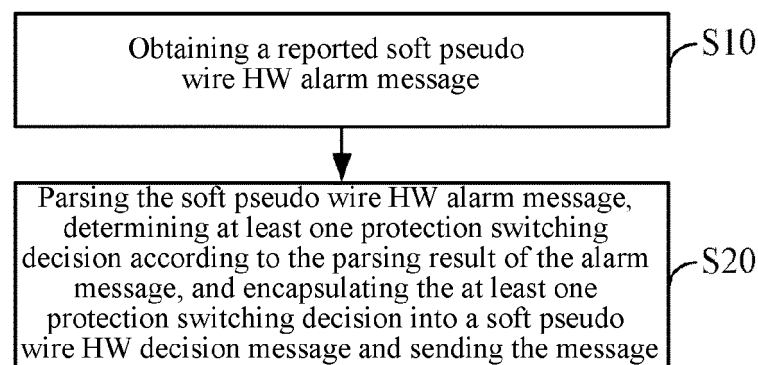 Obtaining a reported soft pseudo
wire HW alarm message
S10
Parsing the soft pseudo wire HW alarm message,
determining at least one protection switching
decision according to the parsing result of the alarm
message, and encapsulating the at least one
protection switching decision into a soft pseudo
wire HW decision message and sending the message
S20